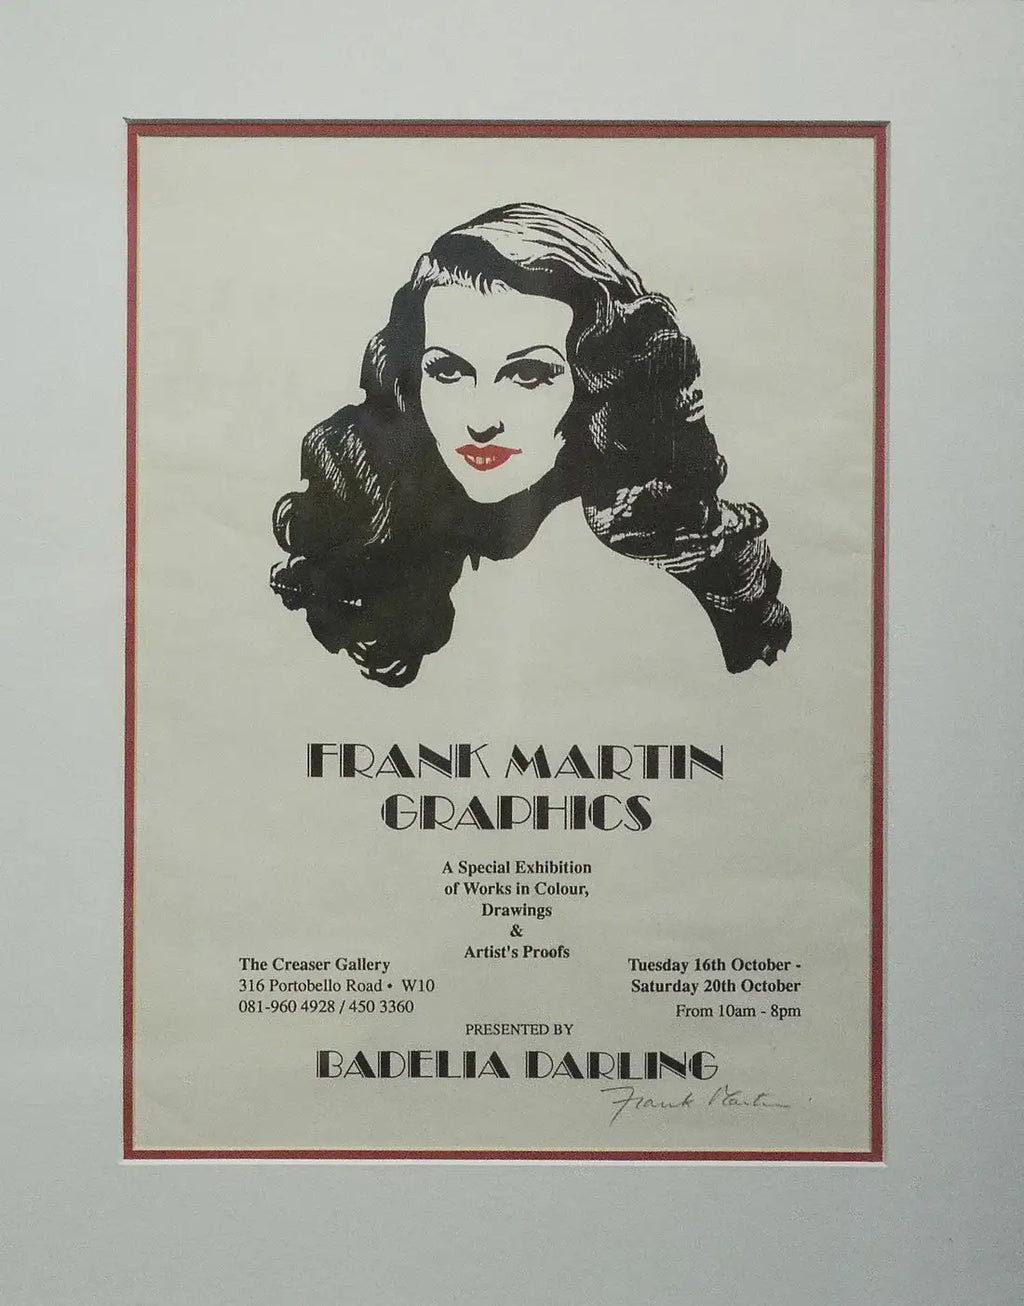 FRANK MARTIN
GRAPHICS
A Special Exhibition
of Works in Colour,
Drawings
&
Artist's Proofs
The Creaser Gallery
316 Portobello Road • W10
081-960 4928 / 450 3360
Tuesday 16th October -
Saturday 20th October
From 10am - 8pm
PRESENTED BY
BADELIA DARLING
Frank Martin